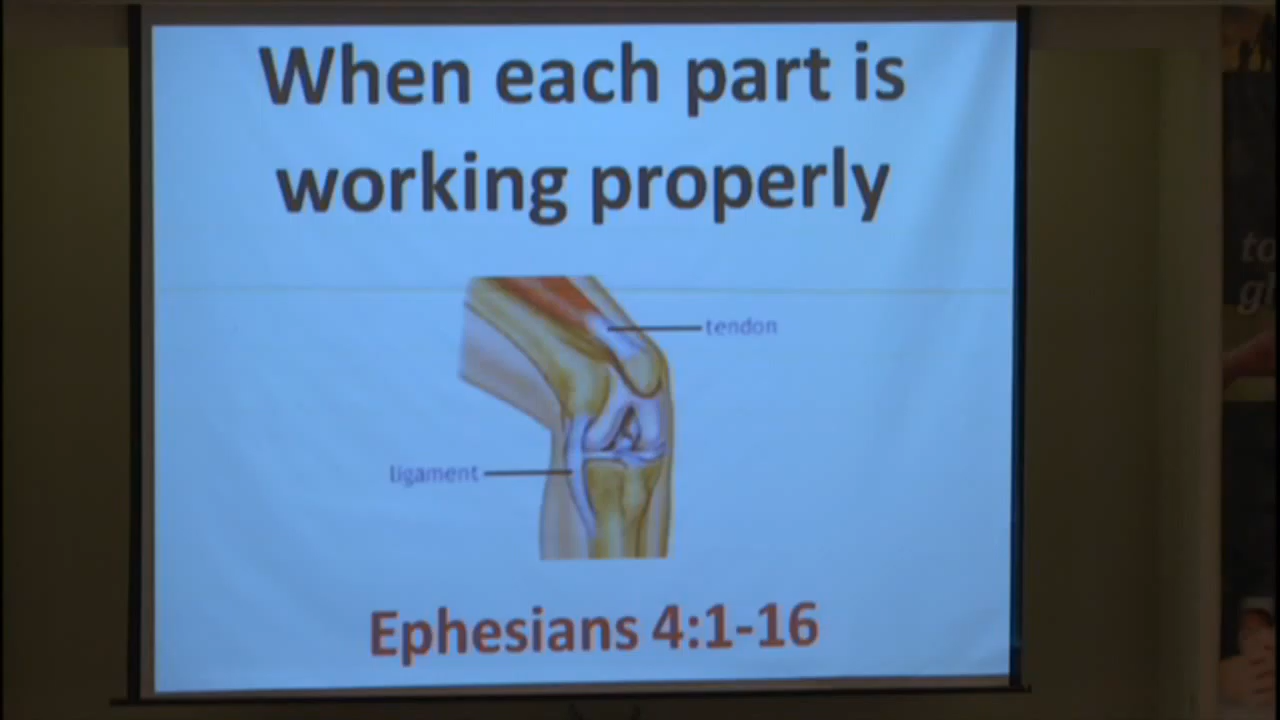 When each part is
working properly
tendon
ligament
Ephesians 4:1-16